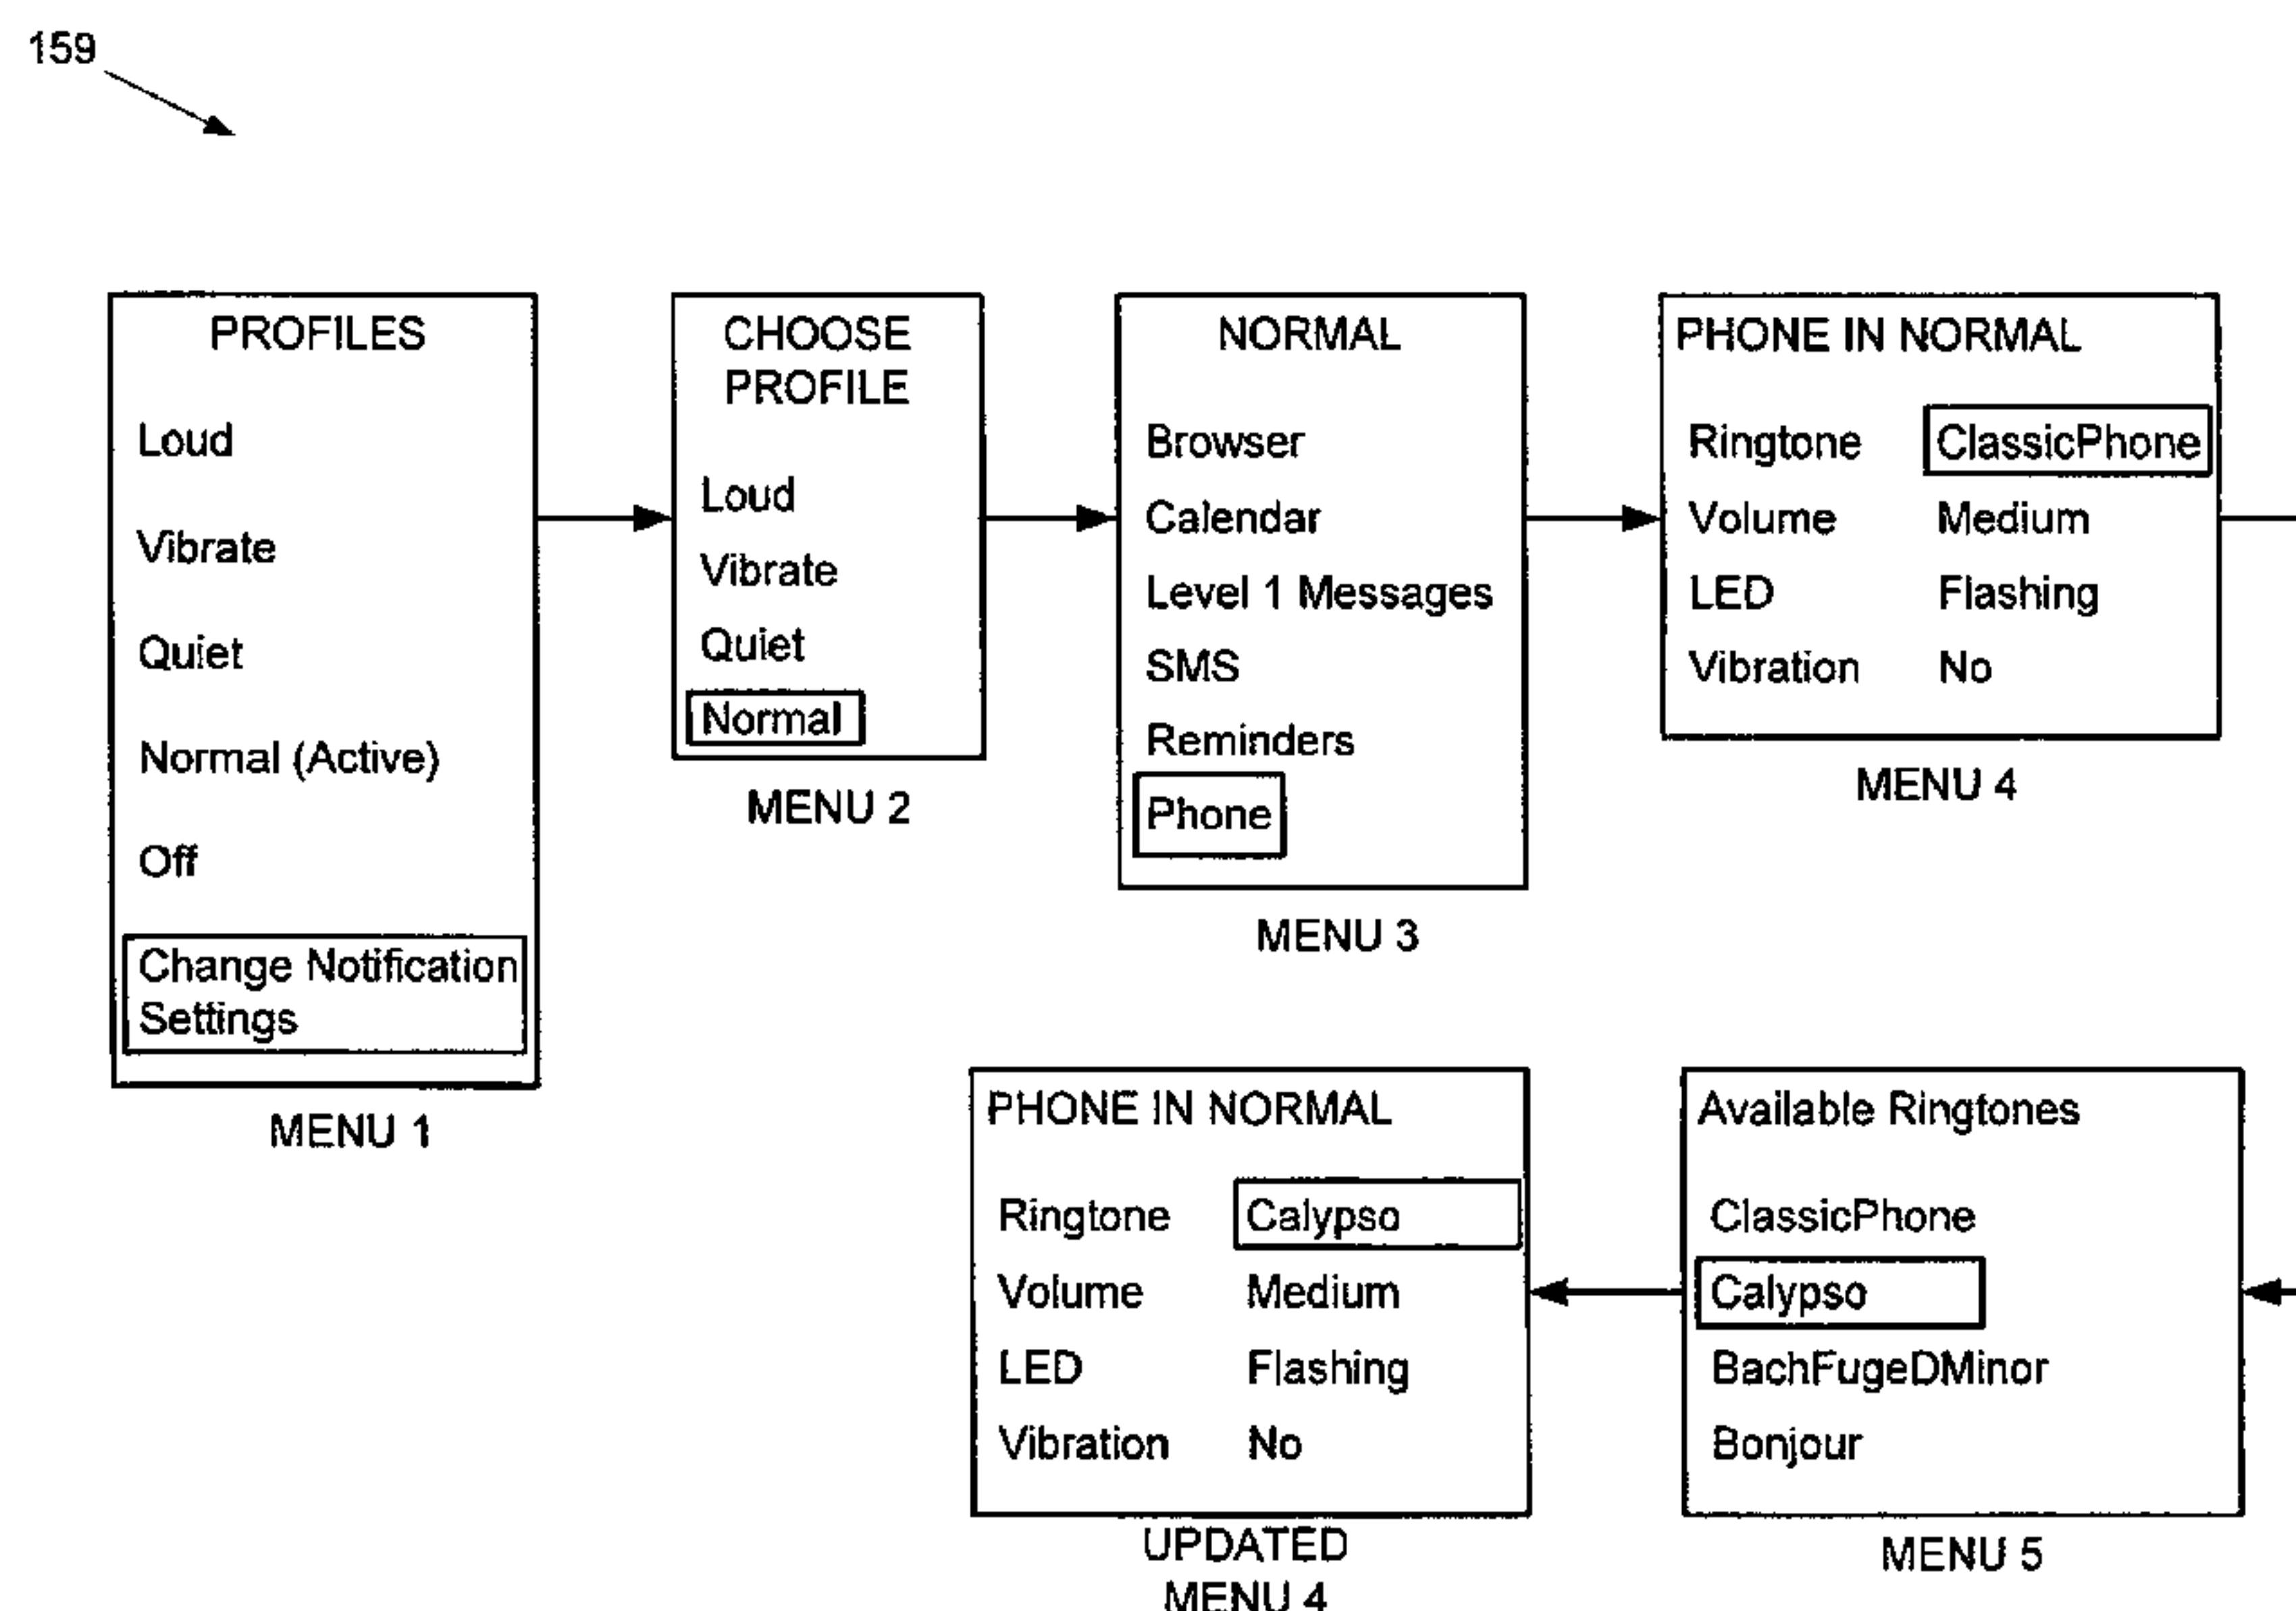 159
PROFILES
Loud
Vibrate
Quiet
Normal (Active)
Off
Change Notification
Settings
MENU 1
CHOOSE
PROFILE
Loud
Vibrate
Quiet
Normal
MENU 2
NORMAL
Browser
Calendar
Level 1 Messages
SMS
Reminders
Phone
MENU 3
PHONE IN NORMAL
Ringtone ClassicPhone
Volume Medium
LED Flashing
Vibration No
MENU 4
Available Ringtones
ClassicPhone
Calypso
BachFugeDMinor
Bonjour
MENU 5
PHONE IN NORMAL
Ringtone Calypso
Volume Medium
LED Flashing
Vibration No
UPDATED
MENU 4